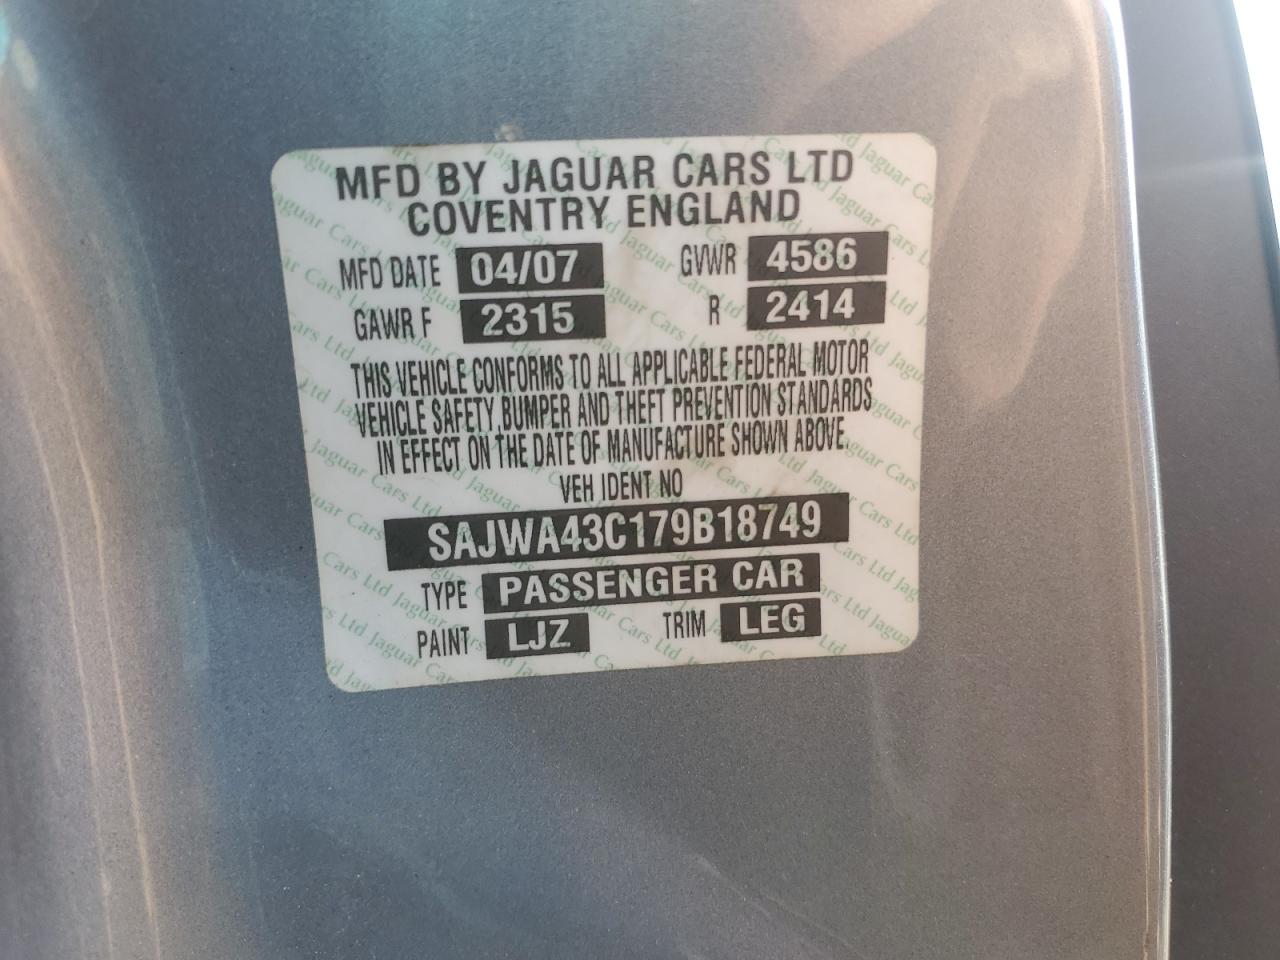 MFD BY JAGUAR CARS LTD
COVENTRY ENGLAND
MFD DATE 04/07 GVWR 4586
GAWR F 2315 R 2414
THIS VEHICLE CONFORMS TO ALL APPLICABLE FEDERAL MOTOR
VEHICLE SAFETY,BUMPER AND THEFT PREVENTION STANDARDS
IN EFFECT ON THE DATE OF MANUFACTURE SHOWN ABOVE.
VEH IDENT NO
SAJWA43C179B18749
TYPE PASSENGER CAR
PAINT LJZ TRIM LEG